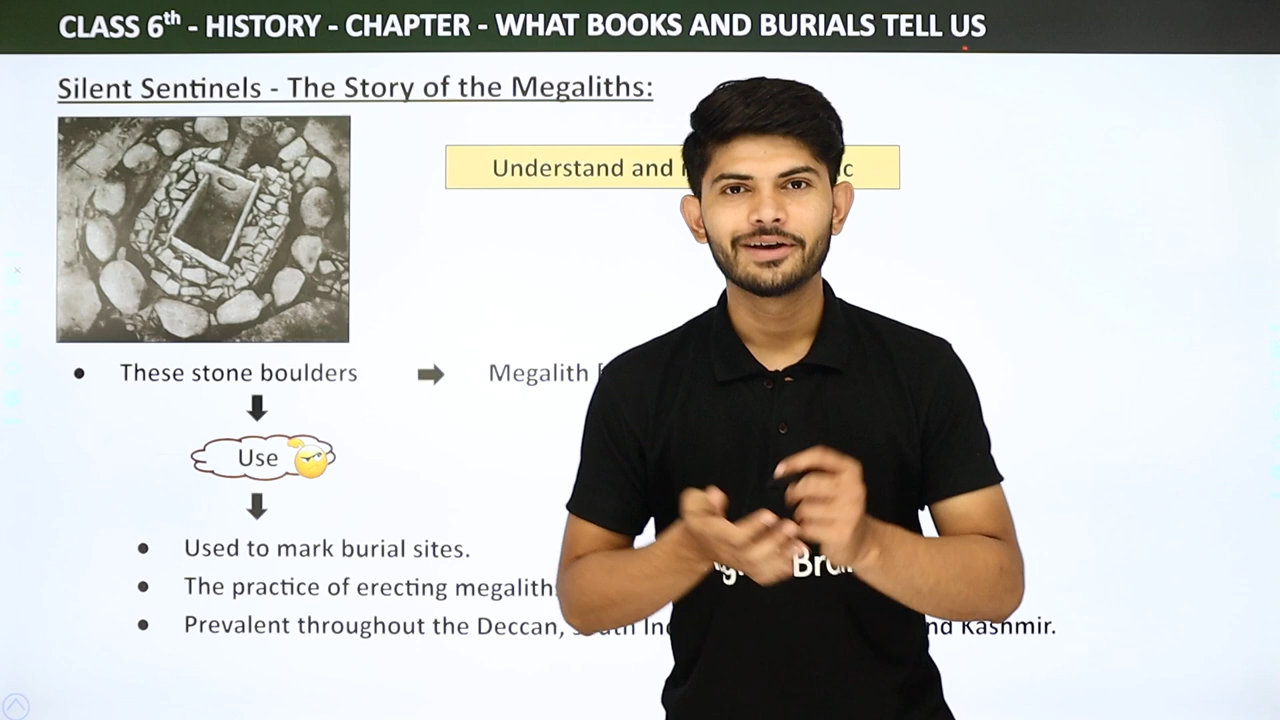 CLASS 6th - HISTORY - CHAPTER - WHAT BOOKS AND BURIALS TELL US
Silent Sentinels - The Story of the Megaliths:
Understand and
These stone boulders
Megalith
Use
Used to mark burial sites.
The practice of erecting megaliths
Prevalent throughout the Deccan, south Kashmir.